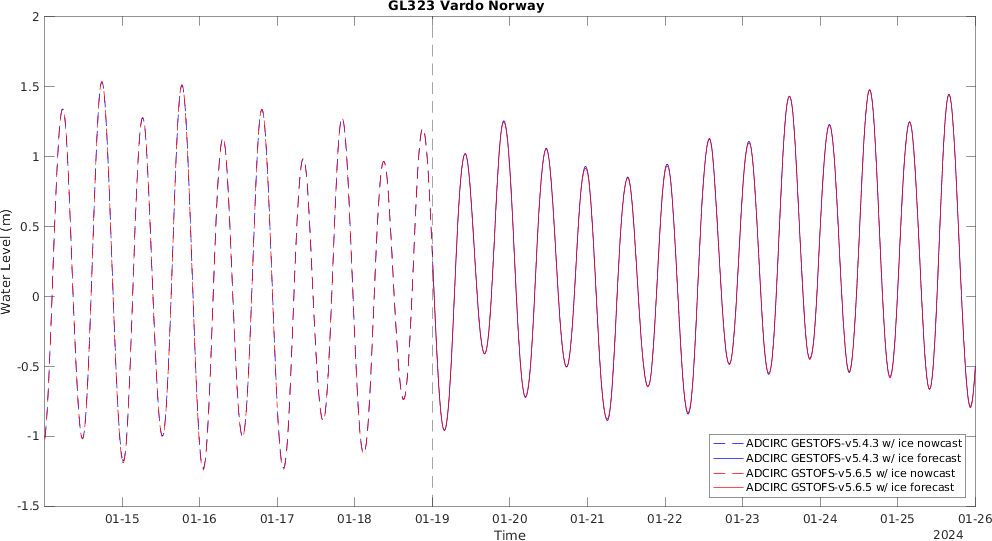 GL323 Vardo Norway
2
1.5
1
0.5
0
-0.5
-1
-1.5
Water Level (m)
01-15 01-16 01-17 01-18 01-19 01-20 01-21 01-22 01-23 01-24 01-25 01-26
Time
2024
ADCIRC GESTOFS-v5.4.3 w/ ice nowcast
ADCIRC GESTOFS-v5.4.3 w/ ice forecast
ADCIRC GSTOFS-v5.6.5 w/ ice nowcast
ADCIRC GSTOFS-v5.6.5 w/ ice forecast